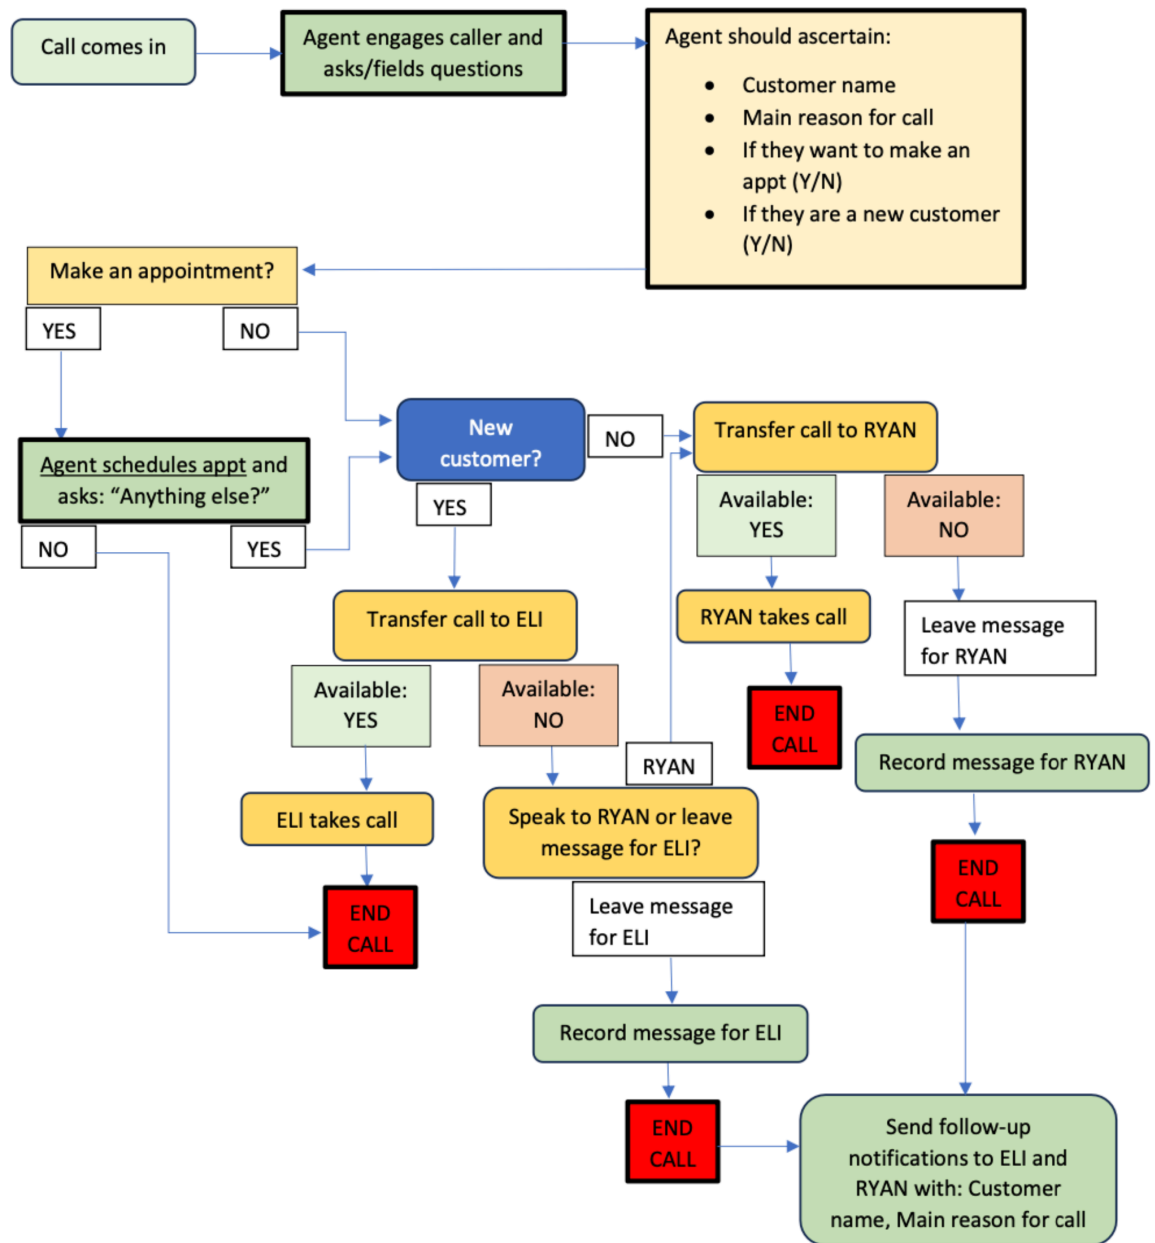 Call comes in
Agent engages caller and
asks/fields questions
Agent should ascertain:
• Customer name
• Main reason for call
• If they want to make an
appt (Y/N)
• If they are a new customer
(Y/N)
Make an appointment?
YES
NO
New
customer?
NO
YES
Transfer call to RYAN
Agent schedules appt and
asks: “Anything else?”
NO
YES
Available:
YES
Available:
NO
Transfer call to ELI
RYAN takes call
Leave message
for RYAN
Available:
YES
Available:
NO
END
CALL
RYAN
Record message for RYAN
ELI takes call
Speak to RYAN or leave
message for ELI?
END
CALL
END
CALL
Leave message
for ELI
Record message for ELI
END
CALL
Send follow-up
notifications to ELI and
RYAN with: Customer
name, Main reason for call